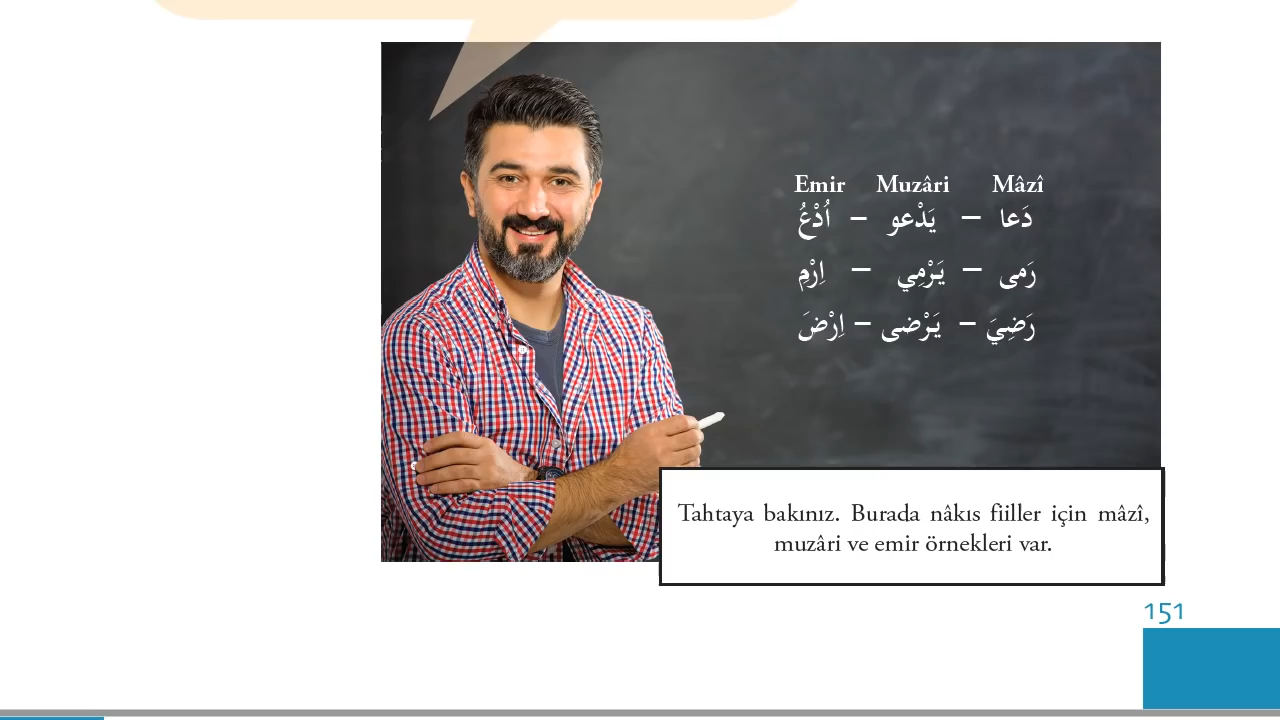 Emir Muzâri Mâzî
دَعا – يَدْعو – اُدْعُ
رَمى – يَرْمِي – اِرْمِ
رَضِيَ – يَرْضى – اِرْضَ
Tahtaya bakınız. Burada nâkıs fiiller için mâzî,
muzâri ve emir örnekleri var.
151